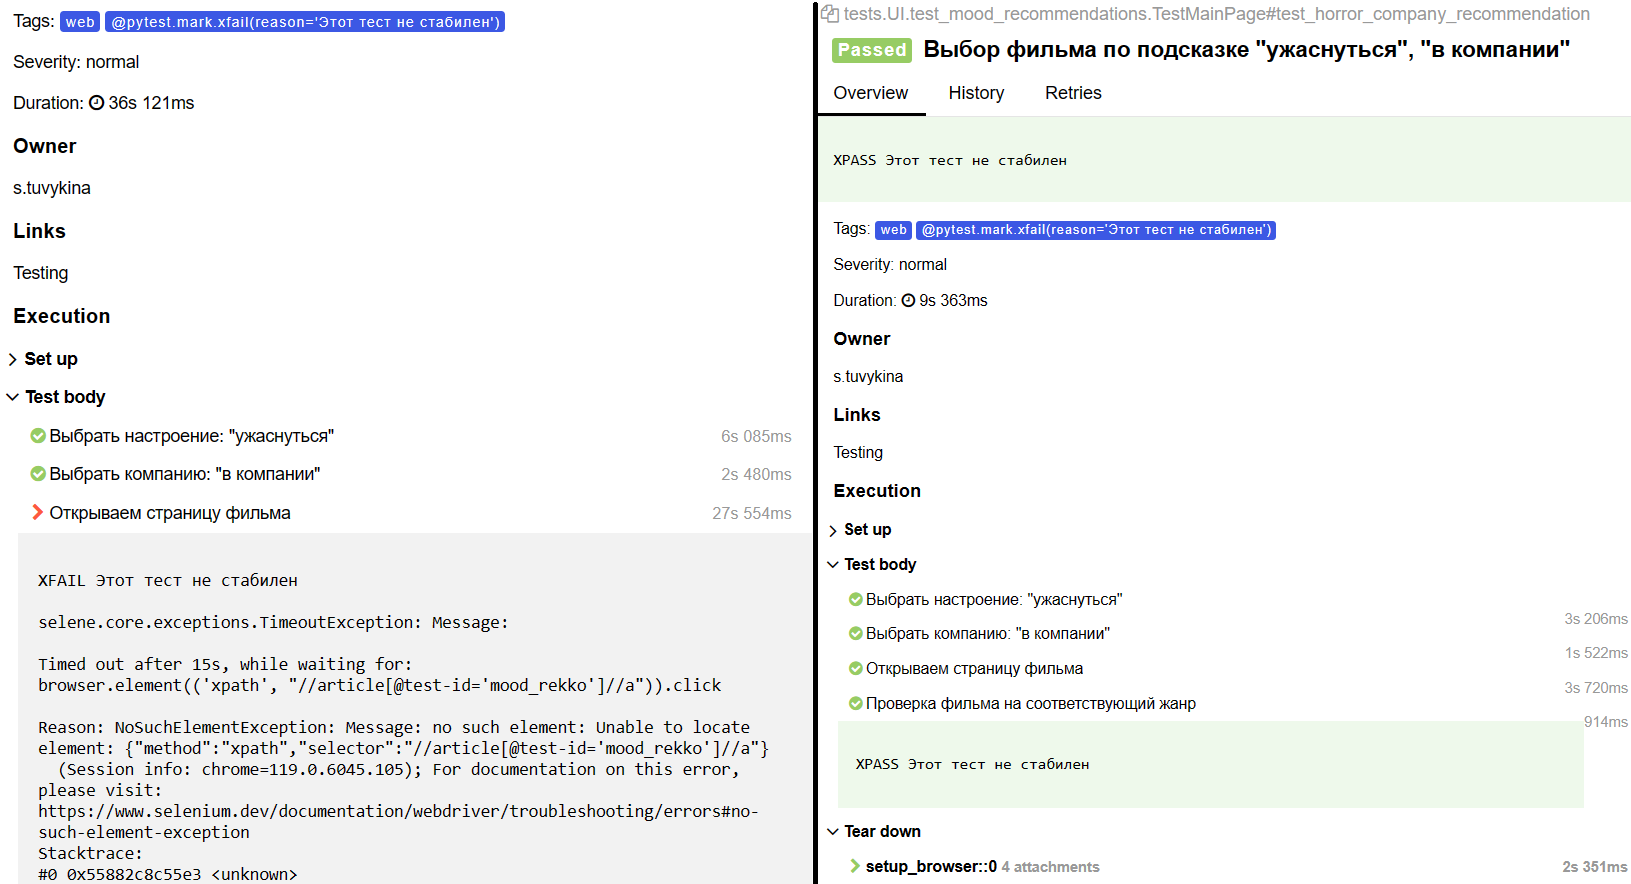 Tags: web @pytest.mark.xfail(reason='Этот тест не стабилен')
Severity: normal
Duration: 36s 121ms
Owner
s.tuvykina
Links
Testing
Execution
Set up
Test body
Выбрать настроение: "ужаснуться" 6s 085ms
Выбрать компанию: "в компании" 2s 480ms
Открываем страницу фильма 27s 554ms
XFAIL Этот тест не стабилен
selene.core.exceptions.TimeoutException: Message:
Timed out after 15s, while waiting for:
browser.element(('xpath', "//article[@test-id='mood_rekko']//a")).click
Reason: NoSuchElementException: Message: no such element: Unable to locate
element: {"method":"xpath","selector":"//article[@test-id='mood_rekko']//a"}
(Session info: chrome=119.0.6045.105); For documentation on this error,
please visit:
https://www.selenium.dev/documentation/webdriver/troubleshooting/errors#no-
such-element-exception
Stacktrace:
#0 0x55882c8c55e3 <unknown>
tests.UI.test_mood_recommendations.TestMainPage#test_horror_company_recommendation
Passed Выбор фильма по подсказке "ужаснуться", "в компании"
Overview History Retries
XPASS Этот тест не стабилен
Tags: web @pytest.mark.xfail(reason='Этот тест не стабилен')
Severity: normal
Duration: 9s 363ms
Owner
s.tuvykina
Links
Testing
Execution
Set up
Test body
Выбрать настроение: "ужаснуться"
3s 206ms
Выбрать компанию: "в компании"
1s 522ms
Открываем страницу фильма
3s 720ms
Проверка фильма на соответствующий жанр
914ms
XPASS Этот тест не стабилен
Tear down
setup_browser::0 4 attachments 2s 351ms